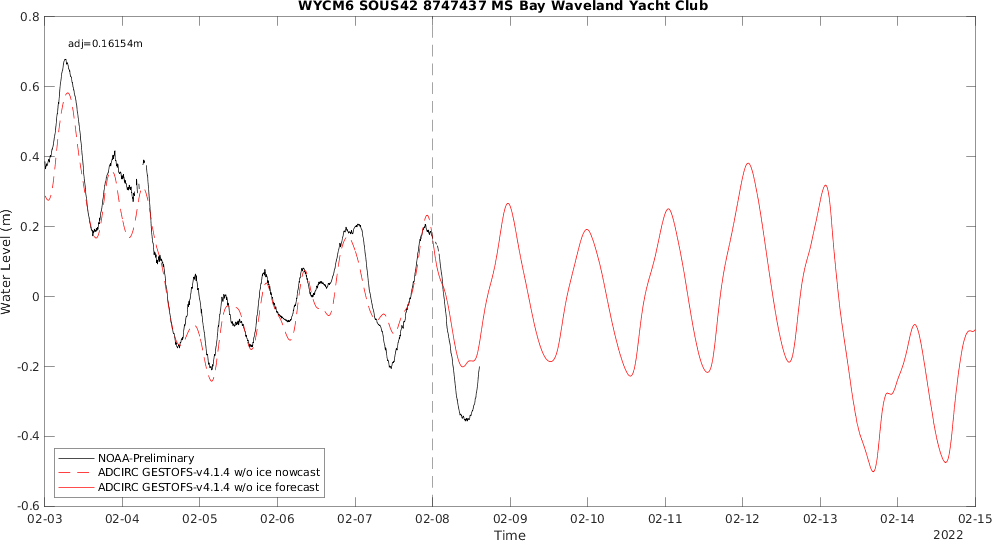 WYCM6 SOUS42 8747437 MS Bay Waveland Yacht Club
adj=0.16154m
0.8
0.6
0.4
0.2
0
-0.2
-0.4
-0.6
Water Level (m)
NOAA-Preliminary
ADCIRC GESTOFS-v4.1.4 w/o ice nowcast
ADCIRC GESTOFS-v4.1.4 w/o ice forecast
02-03 02-04 02-05 02-06 02-07 02-08 02-09 02-10 02-11 02-12 02-13 02-14 02-15
Time
2022